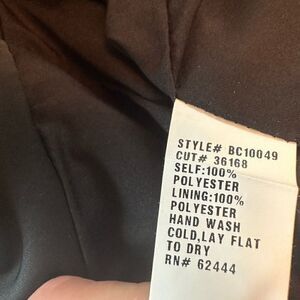 STYLE# BC10049
CUT# 36168
SELF:100%
POLYESTER
LINING:100%
POLYESTER
HAND WASH
COLD,LAY FLAT
TO DRY
RN# 62444